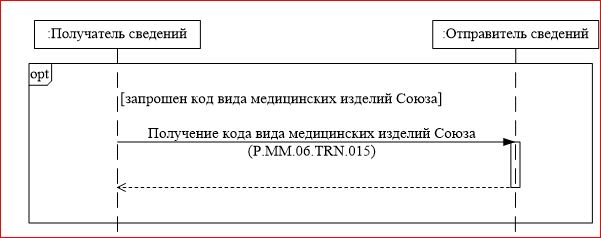 :Получатель сведений
:Отправитель сведений
opt
[запрошен код вида медицинских изделий Союза]
Получение кода вида медицинских изделий Союза
(P.MM.06.TRN.015)